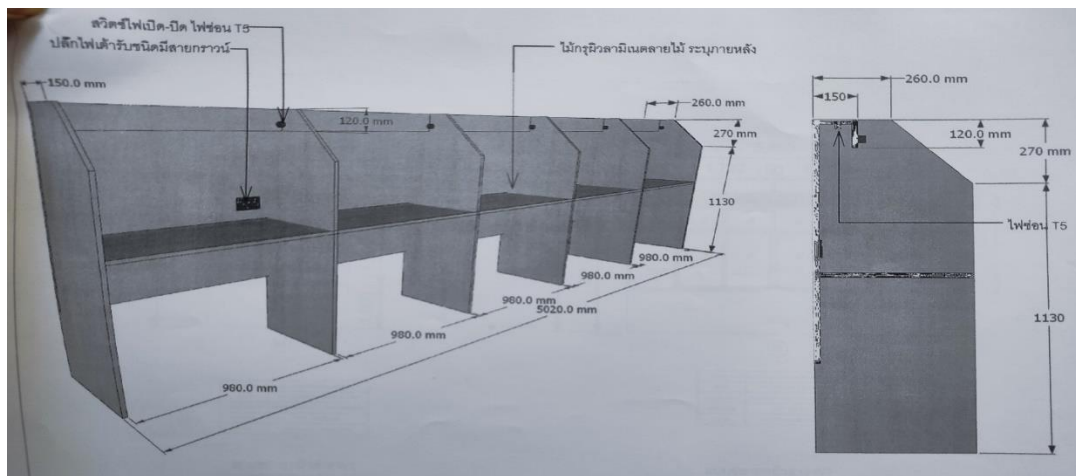 สวิตซ์ไฟเปิด-ปิด ไฟซ่อน T5
ปลั๊กไฟเต้ารับชนิดมีสายกราวน์
ไม้กรุผิวลามิเนตลายไม้ ระบุภายหลัง
150.0 mm
120.0 mm
260.0 mm
270 mm
1130
980.0 mm
980.0 mm
980.0 mm
5020.0 mm
980.0 mm
980.0 mm
260.0 mm
150
120.0 mm
270 mm
ไฟซ่อน T5
1130